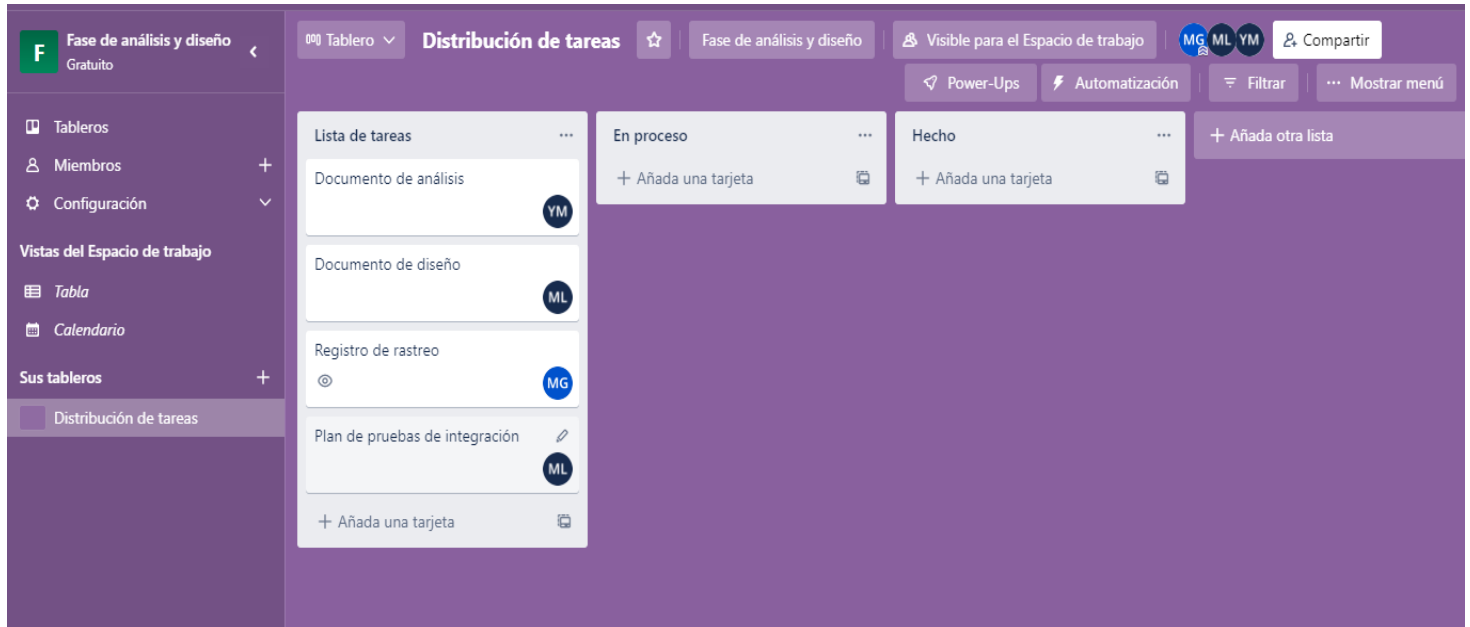 F
Fase de análisis y diseño
Gratuito
Tableros
Miembros
Configuración
Vistas del Espacio de trabajo
Tabla
Calendario
Sus tableros
Distribución de tareas
Tablero
Distribución de tareas
Fase de análisis y diseño
Visible para el Espacio de trabajo
MG ML YM
Compartir
Power-Ups
Automatización
Filtrar
Mostrar menú
Lista de tareas
Documento de análisis
YM
Documento de diseño
ML
Registro de rastreo
MG
Plan de pruebas de integración
ML
+ Añada una tarjeta
En proceso
+ Añada una tarjeta
Hecho
+ Añada una tarjeta
+ Añada otra lista